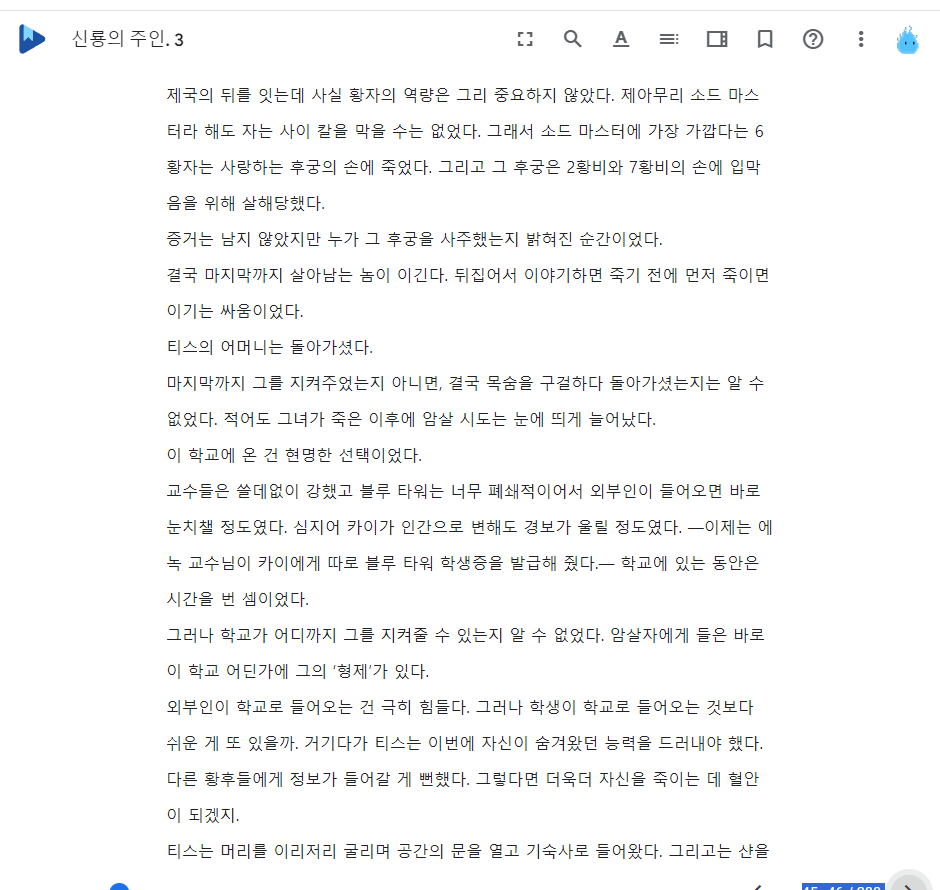 신룡의 주인. 3
제국의 뒤를 잇는데 사실 황자의 역량은 그리 중요하지 않았다. 제아무리 소드 마스
터라 해도 자는 사이 칼을 막을 수는 없었다. 그래서 소드 마스터에 가장 가깝다는 6
황자는 사랑하는 후궁의 손에 죽었다. 그리고 그 후궁은 2황비와 7황비의 손에 입막
음을 위해 살해당했다.
증거는 남지 않았지만 누가 그 후궁을 사주했는지 밝혀진 순간이었다.
결국 마지막까지 살아남는 놈이 이긴다. 뒤집어서 이야기하면 죽기 전에 먼저 죽이면
이기는 싸움이었다.
티스의 어머니는 돌아가셨다.
마지막까지 그를 지켜주었는지 아니면, 결국 목숨을 구걸하다 돌아가셨는지는 알 수
없었다. 적어도 그녀가 죽은 이후에 암살 시도는 눈에 띄게 늘어났다.
이 학교에 온 건 현명한 선택이었다.
교수들은 쓸데없이 강했고 블루 타워는 너무 폐쇄적이어서 외부인이 들어오면 바로
눈치챌 정도였다. 심지어 카이가 인간으로 변해도 경보가 울릴 정도였다. —이제는 에
녹 교수님이 카이에게 따로 블루 타워 학생증을 발급해 줬다.— 학교에 있는 동안은
시간을 번 셈이었다.
그러나 학교가 어디까지 그를 지켜줄 수 있는지 알 수 없었다. 암살자에게 들은 바로
이 학교 어딘가에 그의 ‘형제’가 있다.
외부인이 학교로 들어오는 건 극히 힘들다. 그러나 학생이 학교로 들어오는 것보다
쉬운 게 또 있을까. 거기다가 티스는 이번에 자신이 숨겨왔던 능력을 드러내야 했다.
다른 황후들에게 정보가 들어갈 게 뻔했다. 그렇다면 더욱더 자신을 죽이는 데 혈안
이 되겠지.
티스는 머리를 이리저리 굴리며 공간의 문을 열고 기숙사로 들어왔다. 그리고는 샨을